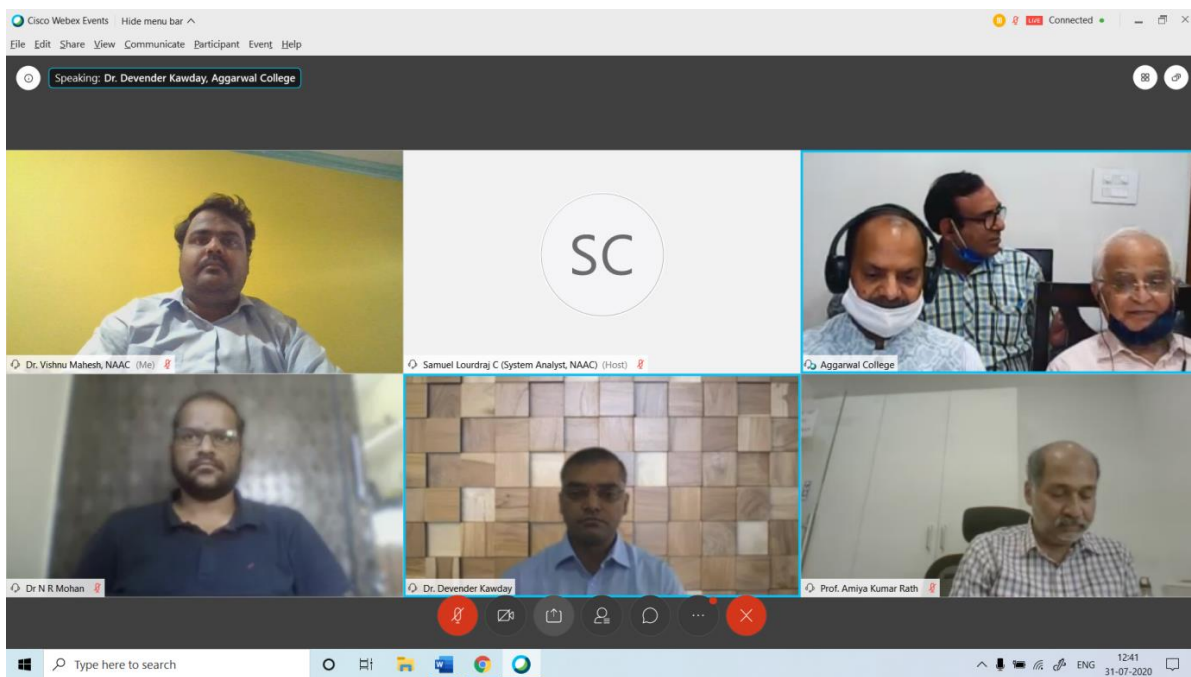 Cisco Webex Events Hide menu bar
LIVE Connected
File Edit Share View Communicate Participant Event Help
Speaking: Dr. Devender Kawday, Aggarwal College
SC
Dr. Vishnu Mahesh, NAAC (Me)
Samuel Lourdraj C (System Analyst, NAAC) (Host)
Aggarwal College
Dr N R Mohan
Dr. Devender Kawday
Prof. Amiya Kumar Rath
Type here to search
ENG
12:41
31-07-2020